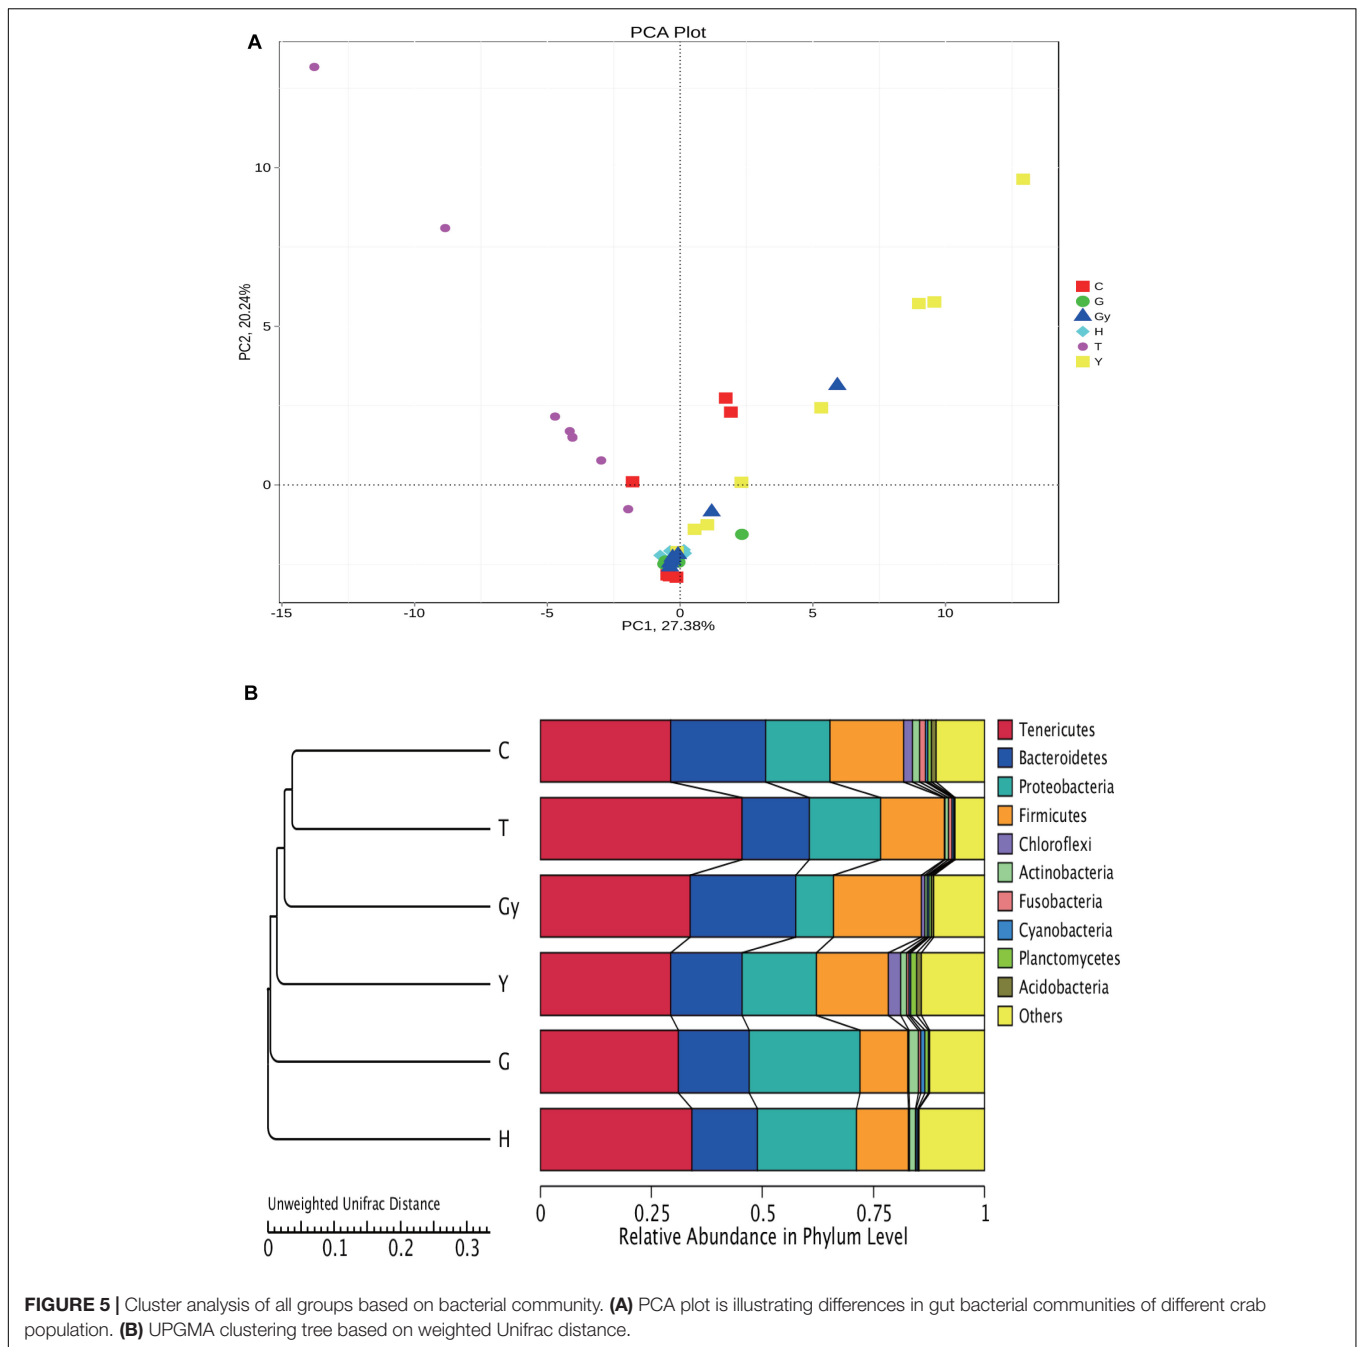 A
PCA Plot
10
5
0
PC2, 20.24%
-15
-10
-5
0
5
10
PC1, 27.38%
C
G
Gy
H
T
Y
B
C
T
Gy
Y
G
H
Tenericutes
Bacteroidetes
Proteobacteria
Firmicutes
Chloroflexi
Actinobacteria
Fusobacteria
Cyanobacteria
Planctomycetes
Acidobacteria
Others
Unweighted Unifrac Distance
0 0.1 0.2 0.3
0 0.25 0.5 0.75 1
Relative Abundance in Phylum Level
FIGURE 5 | Cluster analysis of all groups based on bacterial community. (A) PCA plot is illustrating differences in gut bacterial communities of different crab
population. (B) UPGMA clustering tree based on weighted Unifrac distance.